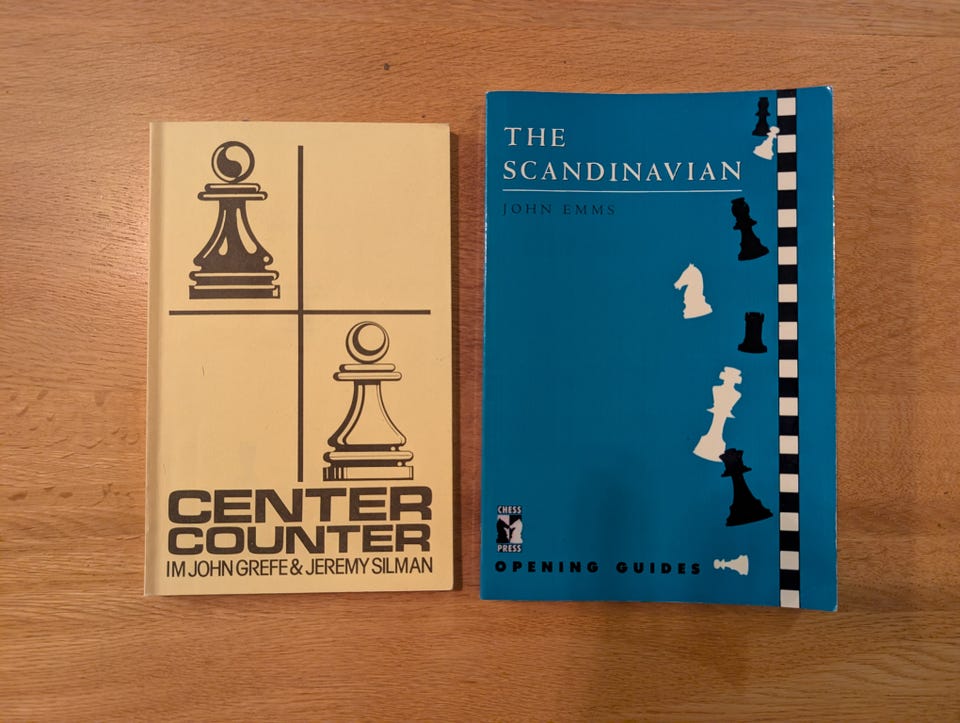 CENTER
COUNTER
IM JOHN GREFE & JEREMY SILMAN
THE
SCANDINAVIAN
JOHN EMMS
CHESS
PRESS
OPENING GUIDES